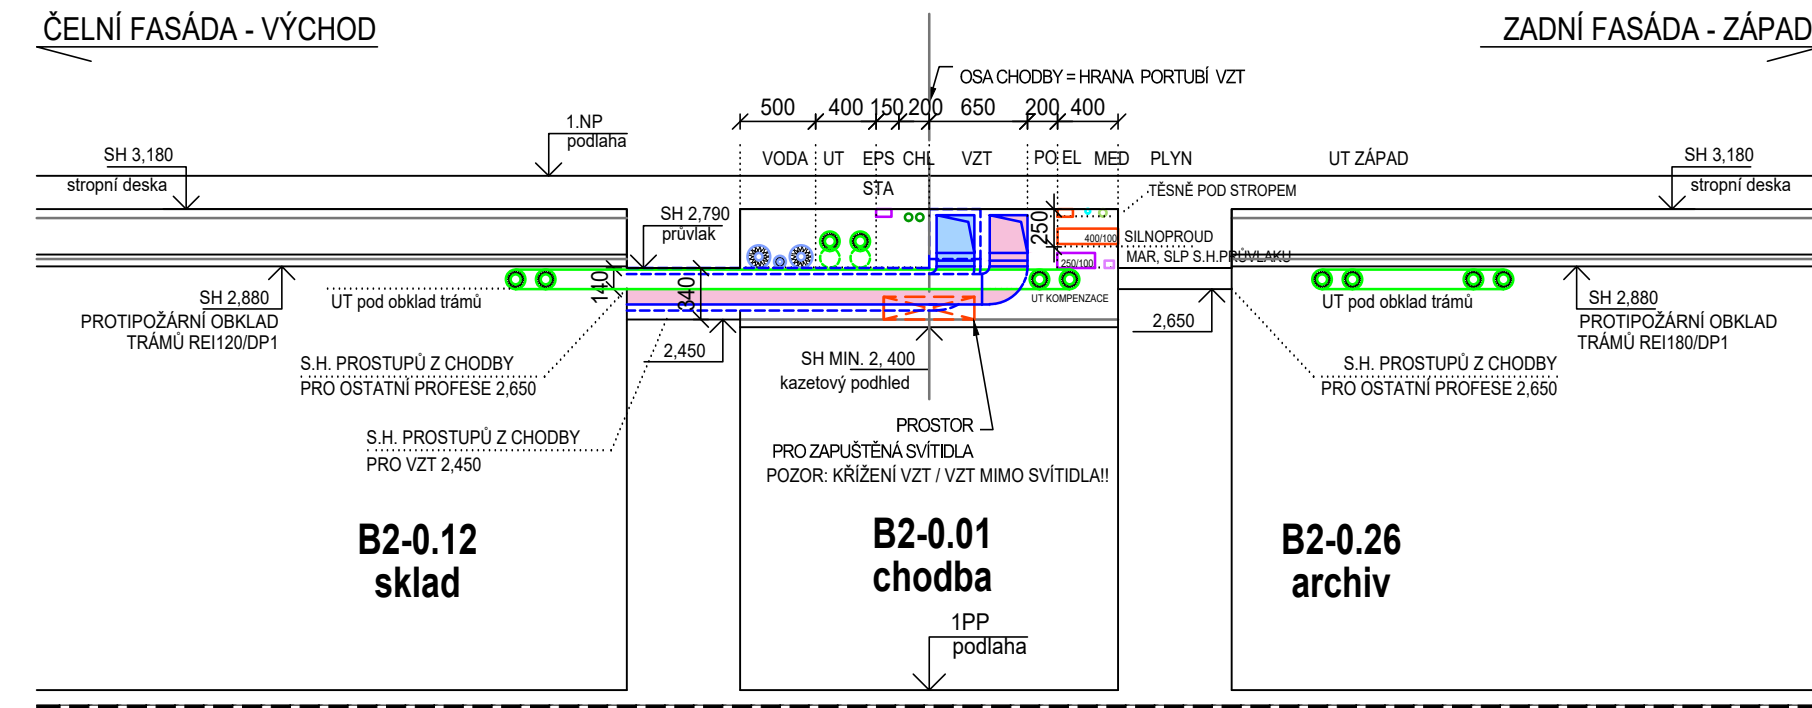 ČELNÍ FASÁDA - VÝCHOD
ZADNÍ FASÁDA - ZÁPAD
OSA CHODBY = HRANA PORTUBÍ VZT
500 400 150 200 650 200 400
1.NP
podlaha
SH 3,180
stropní deska
VODA UT EPS CHL VZT PO EL MED PLYN
STA
UT ZÁPAD
SH 3,180
stropní deska
TĚSNĚ POD STROPEM
SH 2,790
průvlak
250
400/100
SILNOPROUD
MAR, SLP S.H.PRŮVLAKU
250/100
140
340
UT KOMPENZACE
SH 2,880
PROTIPOŽÁRNÍ OBKLAD
TRÁMŮ REI120/DP1
UT pod obklad trámů
UT pod obklad trámů
SH 2,880
PROTIPOŽÁRNÍ OBKLAD
TRÁMŮ REI180/DP1
2,450
2,650
SH MIN. 2, 400
kazetový podhled
S.H. PROSTUPŮ Z CHODBY
PRO OSTATNÍ PROFESE 2,650
S.H. PROSTUPŮ Z CHODBY
PRO OSTATNÍ PROFESE 2,650
S.H. PROSTUPŮ Z CHODBY
PRO VZT 2,450
PROSTOR
PRO ZAPUŠTĚNÁ SVÍTIDLA
POZOR: KŘÍŽENÍ VZT / VZT MIMO SVÍTIDLA!!
B2-0.12
sklad
B2-0.01
chodba
B2-0.26
archiv
1PP
podlaha